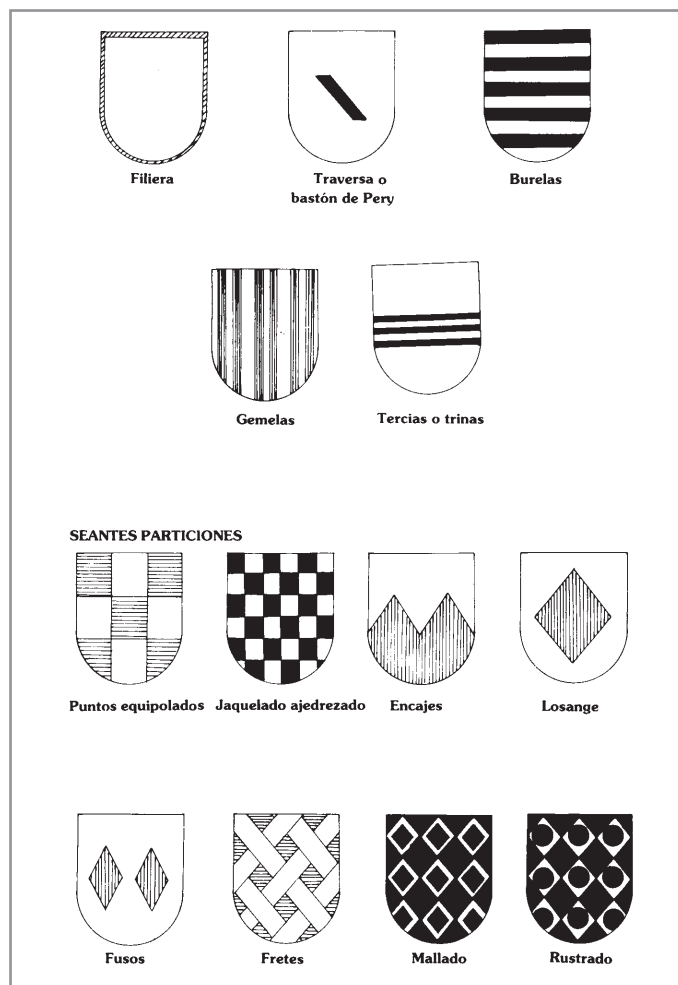 Filiera
Traversa o
bastón de Pery
Burelas
Gemelas
Tercias o trinas
SEANTES PARTICIONES
Puntos equipolados
Jaquelado ajedrezado
Encajes
Losange
Fusos
Fretes
Mallado
Rustrado